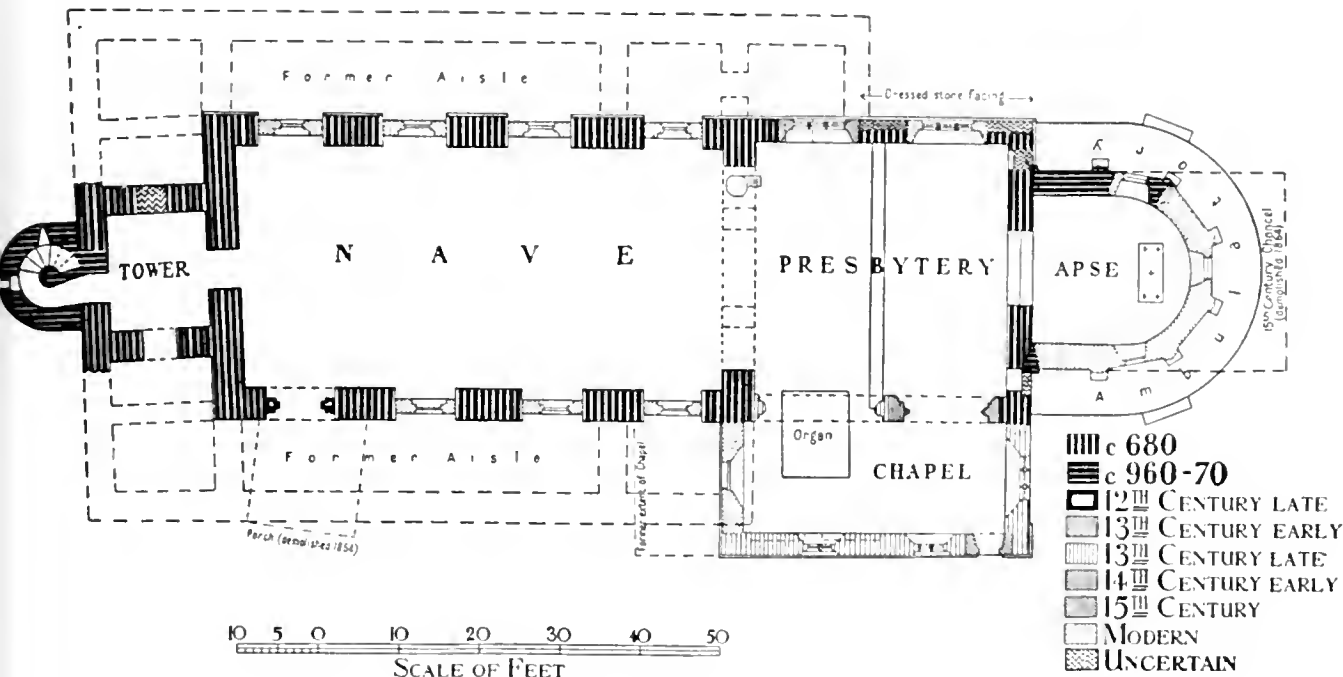 Former Aisle
Dressed stone Facing
NAVE
TOWER
PRESBYTERY
APSE
Ambulatory
15th Century Chancel
(demolished 1864)
Organ
CHAPEL
Former Aisle
Former extent of Chapel
Porch (demolished 1854)
10 5 0 10 20 30 40 50
SCALE OF FEET
c 680
c 960-70
12TH CENTURY LATE
13TH CENTURY EARLY
13TH CENTURY LATE
14TH CENTURY EARLY
15TH CENTURY
MODERN
UNCERTAIN